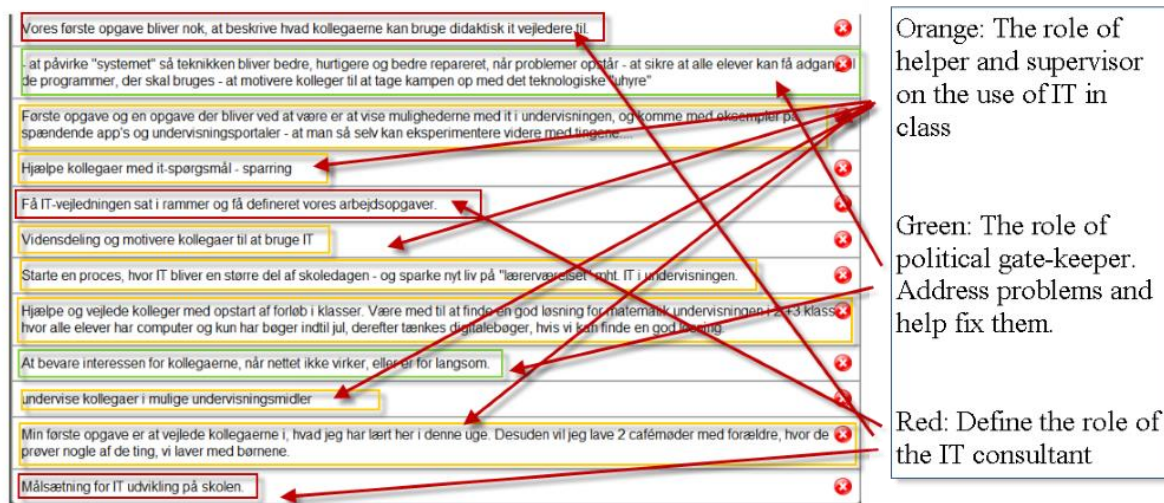 Vores første opgave bliver nok, at beskrive hvad kollegaerne kan bruge didaktisk it vejledere til.
- at påvirke "systemet" så teknikken bliver bedre, hurtigere og bedre repareret, når problemer opstår - at sikre at alle elever kan få adgang
de programmer, der skal bruges - at motivere kolleger til at tage kampen op med det teknologiske "uhyre"
Første opgave og en opgave der bliver ved at være er at vise mulighederne med it i undervisningen, og komme med eksempler på
spændende app's og undervisningsportaler - at man så selv kan eksperimentere videre med tingene....
Hjælpe kollegaer med it-spørgsmål - sparring
Få IT-vejledningen sat i rammer og få defineret vores arbejdsopgaver.
Vidensdeling og motivere kollegaer til at bruge IT
Starte en proces, hvor IT bliver en større del af skoledagen - og sparke nyt liv på "lærerværelset" mht. IT i undervisningen.
Hjælpe og vejlede kolleger med opstart af forløb i klasser. Være med til at finde en god løsning for matematik undervisningen i 2.+3 klasse
hvor alle elever har computer og kun har bøger indtil jul, derefter tænkes digitalebøger, hvis vi kan finde en god løsning.
At bevare interessen for kollegaerne, når nettet ikke virker, eller er for langsom.
undervise kollegaer i mulige undervisningsmidler
Min første opgave er at vejlede kollegaerne i, hvad jeg har lært her i denne uge. Desuden vil jeg lave 2 cafémøder med forældre, hvor de
prøver nogle af de ting, vi laver med børnene.
Målsætning for IT udvikling på skolen.
Orange: The role of
helper and supervisor
on the use of IT in
class
Green: The role of
political gate-keeper.
Address problems and
help fix them.
Red: Define the role of
the IT consultant